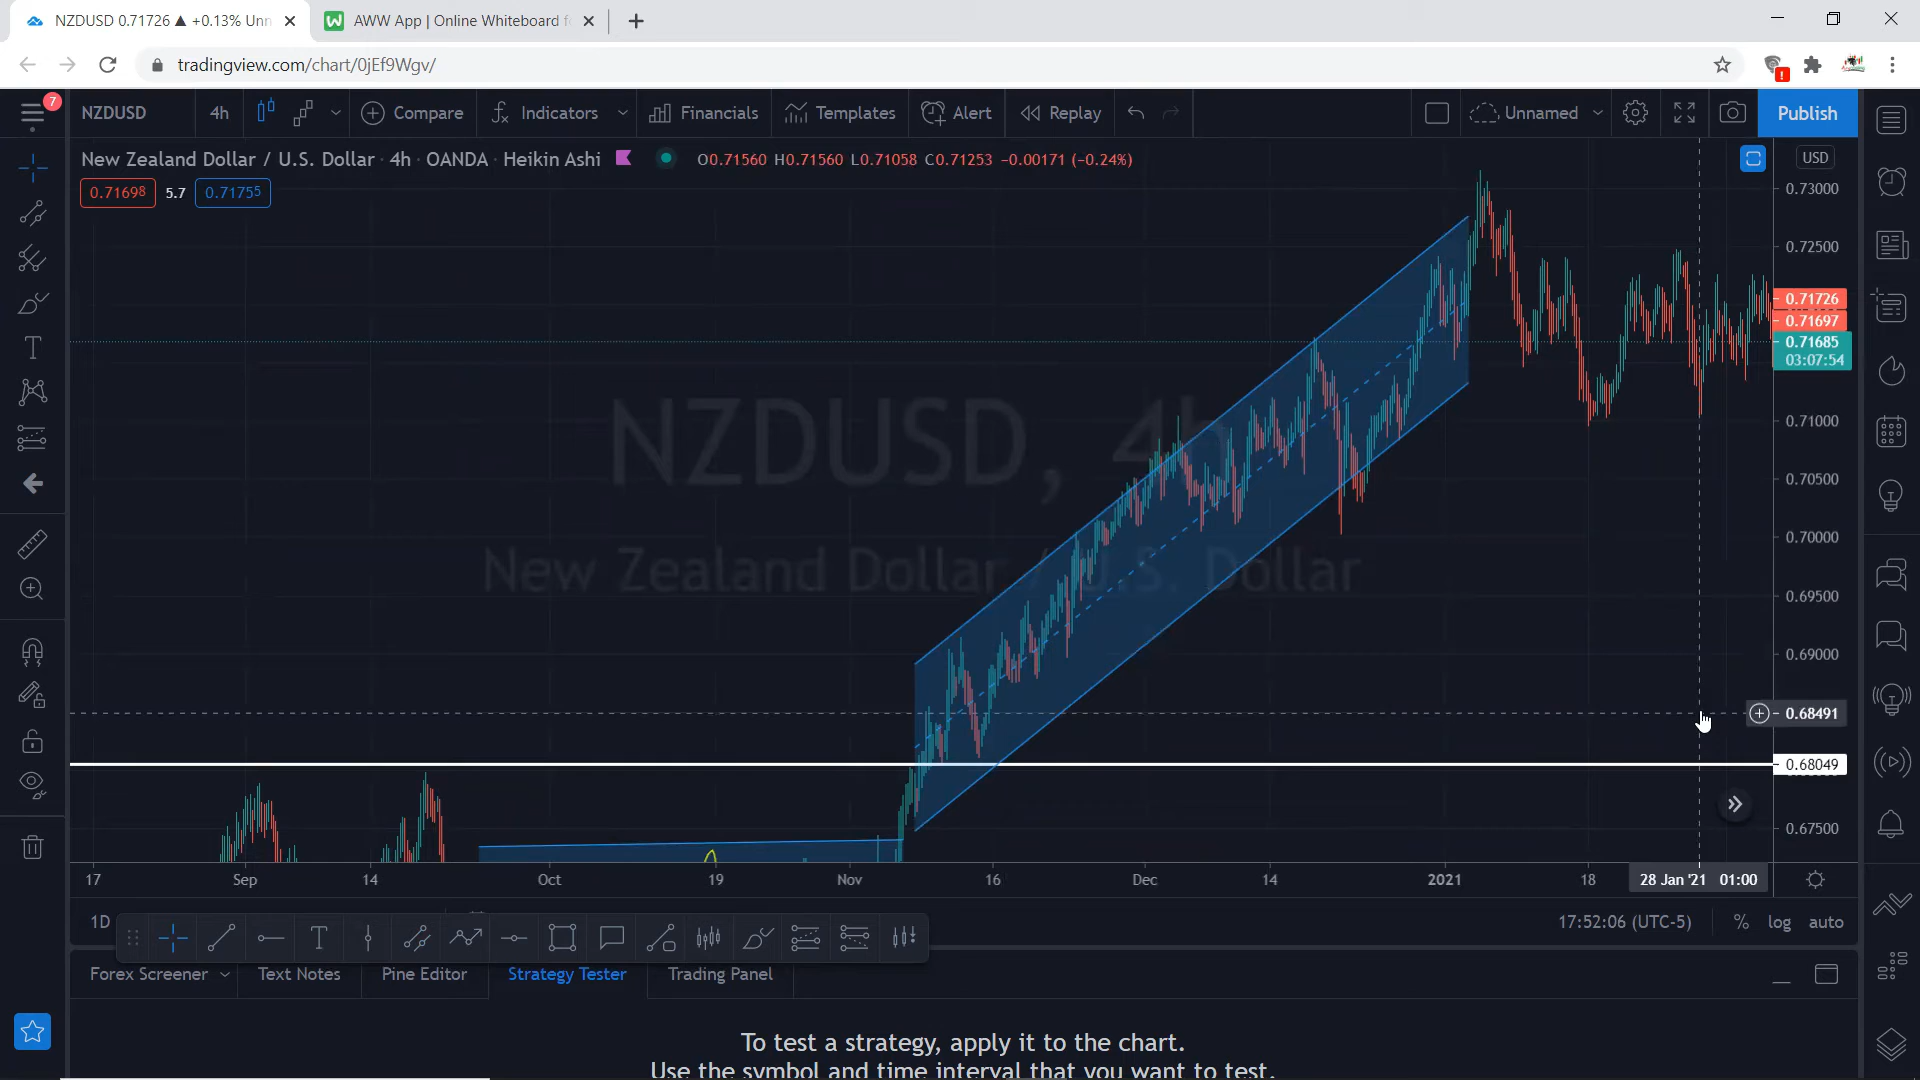 NZDUSD 0.71726 ▲ +0.13% Unn
AWW App | Online Whiteboard f
tradingview.com/chart/0jEf9Wgv/
7
NZDUSD 4h Compare Indicators Financials Templates Alert Replay Unnamed Publish
New Zealand Dollar / U.S. Dollar · 4h · OANDA · Heikin Ashi O0.71560 H0.71560 L0.71058 C0.71253 −0.00171 (−0.24%)
USD
0.71698 5.7 0.71755
0.73000
0.72500
0.71726
0.71697
0.71685
03:07:54
0.71000
0.70500
0.70000
0.69500
0.69000
0.68491
0.68049
0.67500
NZDUSD, 4h
New Zealand Dollar / U.S. Dollar
17 Sep 14 Oct 19 Nov 16 Dec 14 2021 18 28 Jan '21 01:00
1D 17:52:06 (UTC-5) % log auto
Forex Screener Text Notes Pine Editor Strategy Tester Trading Panel
To test a strategy, apply it to the chart.
Use the symbol and time interval that you want to test.